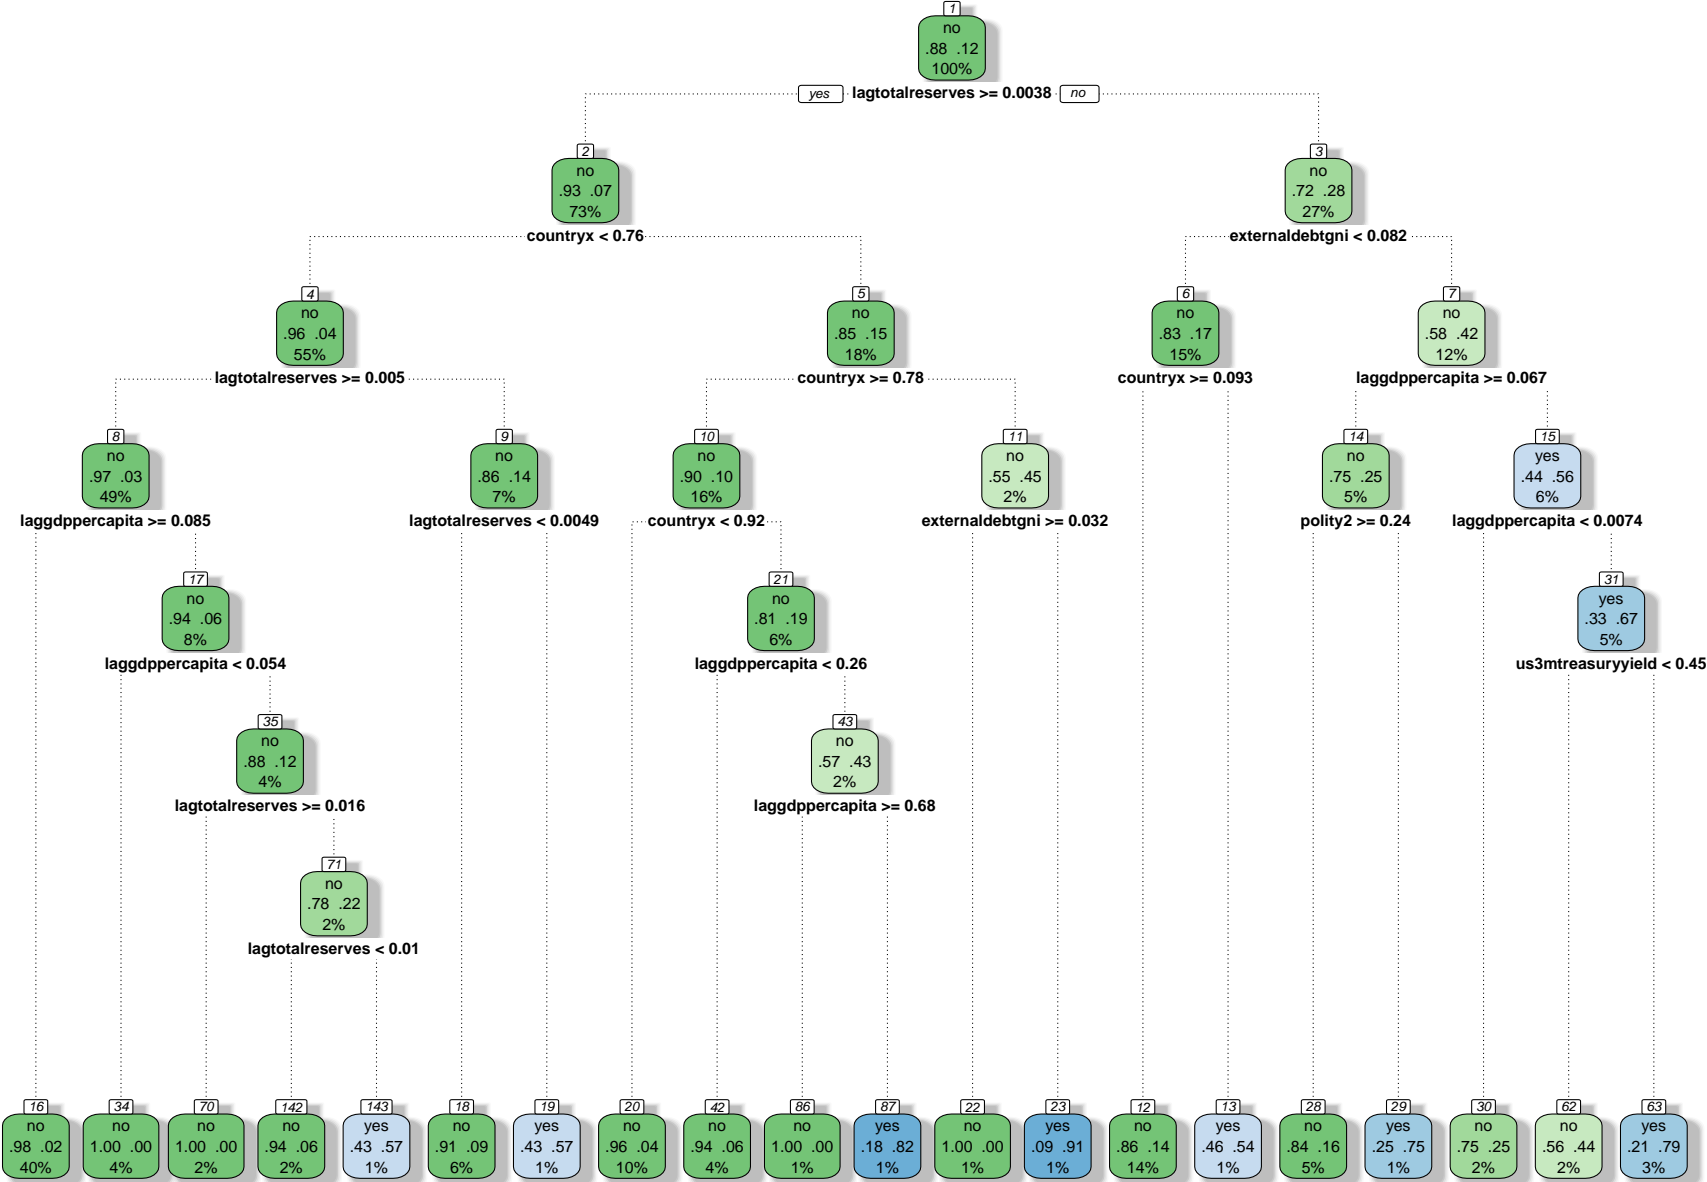 1
no
.88 .12
100%
yes lagtotalreserves >= 0.0038 no
2
no
.93 .07
73%
countryx < 0.76
3
no
.72 .28
27%
externaldebtgni < 0.082
4
no
.96 .04
55%
lagtotalreserves >= 0.005
5
no
.85 .15
18%
countryx >= 0.78
6
no
.83 .17
15%
countryx >= 0.093
7
no
.58 .42
12%
laggdppercapita >= 0.067
8
no
.97 .03
49%
laggdppercapita >= 0.085
9
no
.86 .14
7%
lagtotalreserves < 0.0049
10
no
.90 .10
16%
countryx < 0.92
11
no
.55 .45
2%
externaldebtgni >= 0.032
14
no
.75 .25
5%
polity2 >= 0.24
15
yes
.44 .56
6%
laggdppercapita < 0.0074
17
no
.94 .06
8%
laggdppercapita < 0.054
21
no
.81 .19
6%
laggdppercapita < 0.26
31
yes
.33 .67
5%
us3mtreasuryyield < 0.45
35
no
.88 .12
4%
lagtotalreserves >= 0.016
43
no
.57 .43
2%
laggdppercapita >= 0.68
71
no
.78 .22
2%
lagtotalreserves < 0.01
16
no
.98 .02
40%
34
no
1.00 .00
4%
70
no
1.00 .00
2%
142
no
.94 .06
2%
143
yes
.43 .57
1%
18
no
.91 .09
6%
19
yes
.43 .57
1%
20
no
.96 .04
10%
42
no
.94 .06
4%
86
no
1.00 .00
1%
87
yes
.18 .82
1%
22
no
1.00 .00
1%
23
yes
.09 .91
1%
12
no
.86 .14
14%
13
yes
.46 .54
1%
28
no
.84 .16
5%
29
yes
.25 .75
1%
30
no
.75 .25
2%
62
no
.56 .44
2%
63
yes
.21 .79
3%